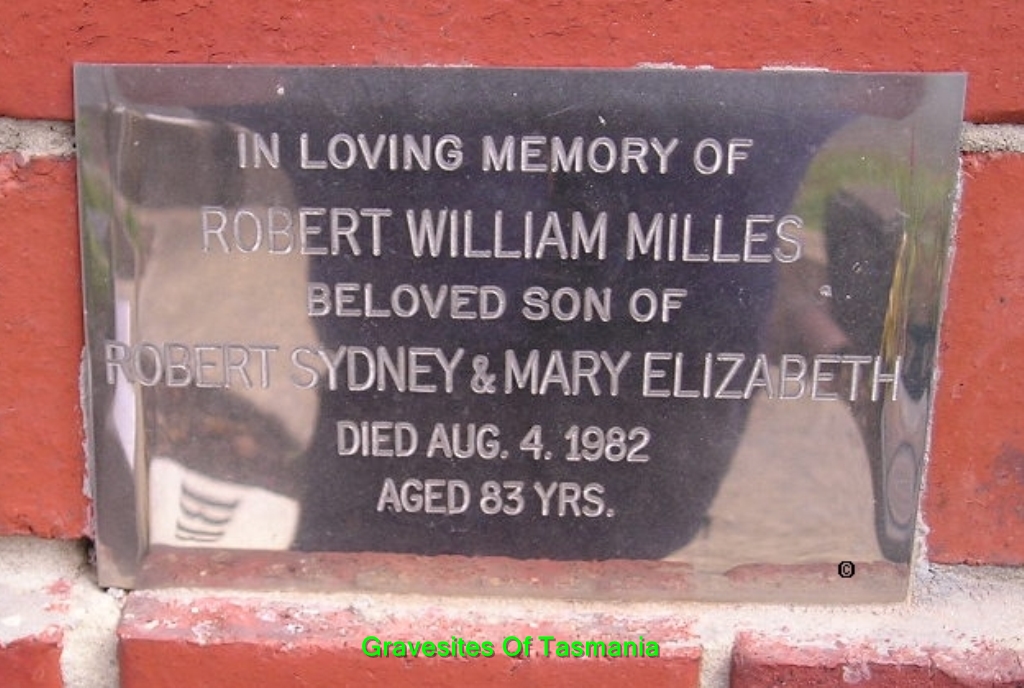 IN LOVING MEMORY OF
ROBERT WILLIAM MILLES
BELOVED SON OF
ROBERT SYDNEY & MARY ELIZABETH
DIED AUG. 4. 1982
AGED 83 YRS.
©
Gravesites Of Tasmania